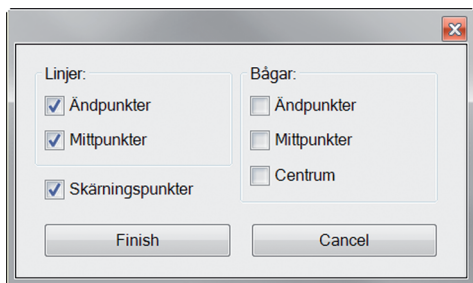 Linjer:
Ändpunkter
Mittpunkter
Skärningspunkter
Bågar:
Ändpunkter
Mittpunkter
Centrum
Finish
Cancel